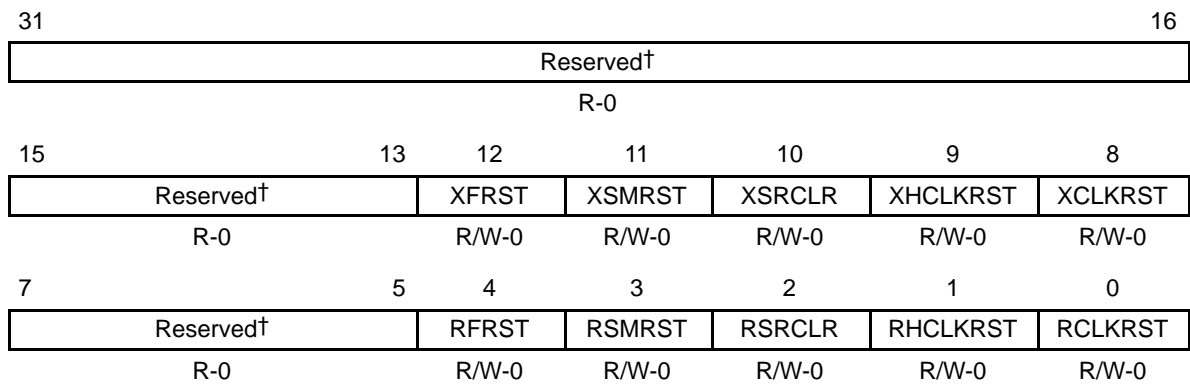 31 16
Reserved†
R-0
15 13 12 11 10 9 8
Reserved† XFRST XSMRST XSRCLR XHCLKRST XCLKRST
R-0 R/W-0 R/W-0 R/W-0 R/W-0 R/W-0
7 5 4 3 2 1 0
Reserved† RFRST RSMRST RSRCLR RHCLKRST RCLKRST
R-0 R/W-0 R/W-0 R/W-0 R/W-0 R/W-0